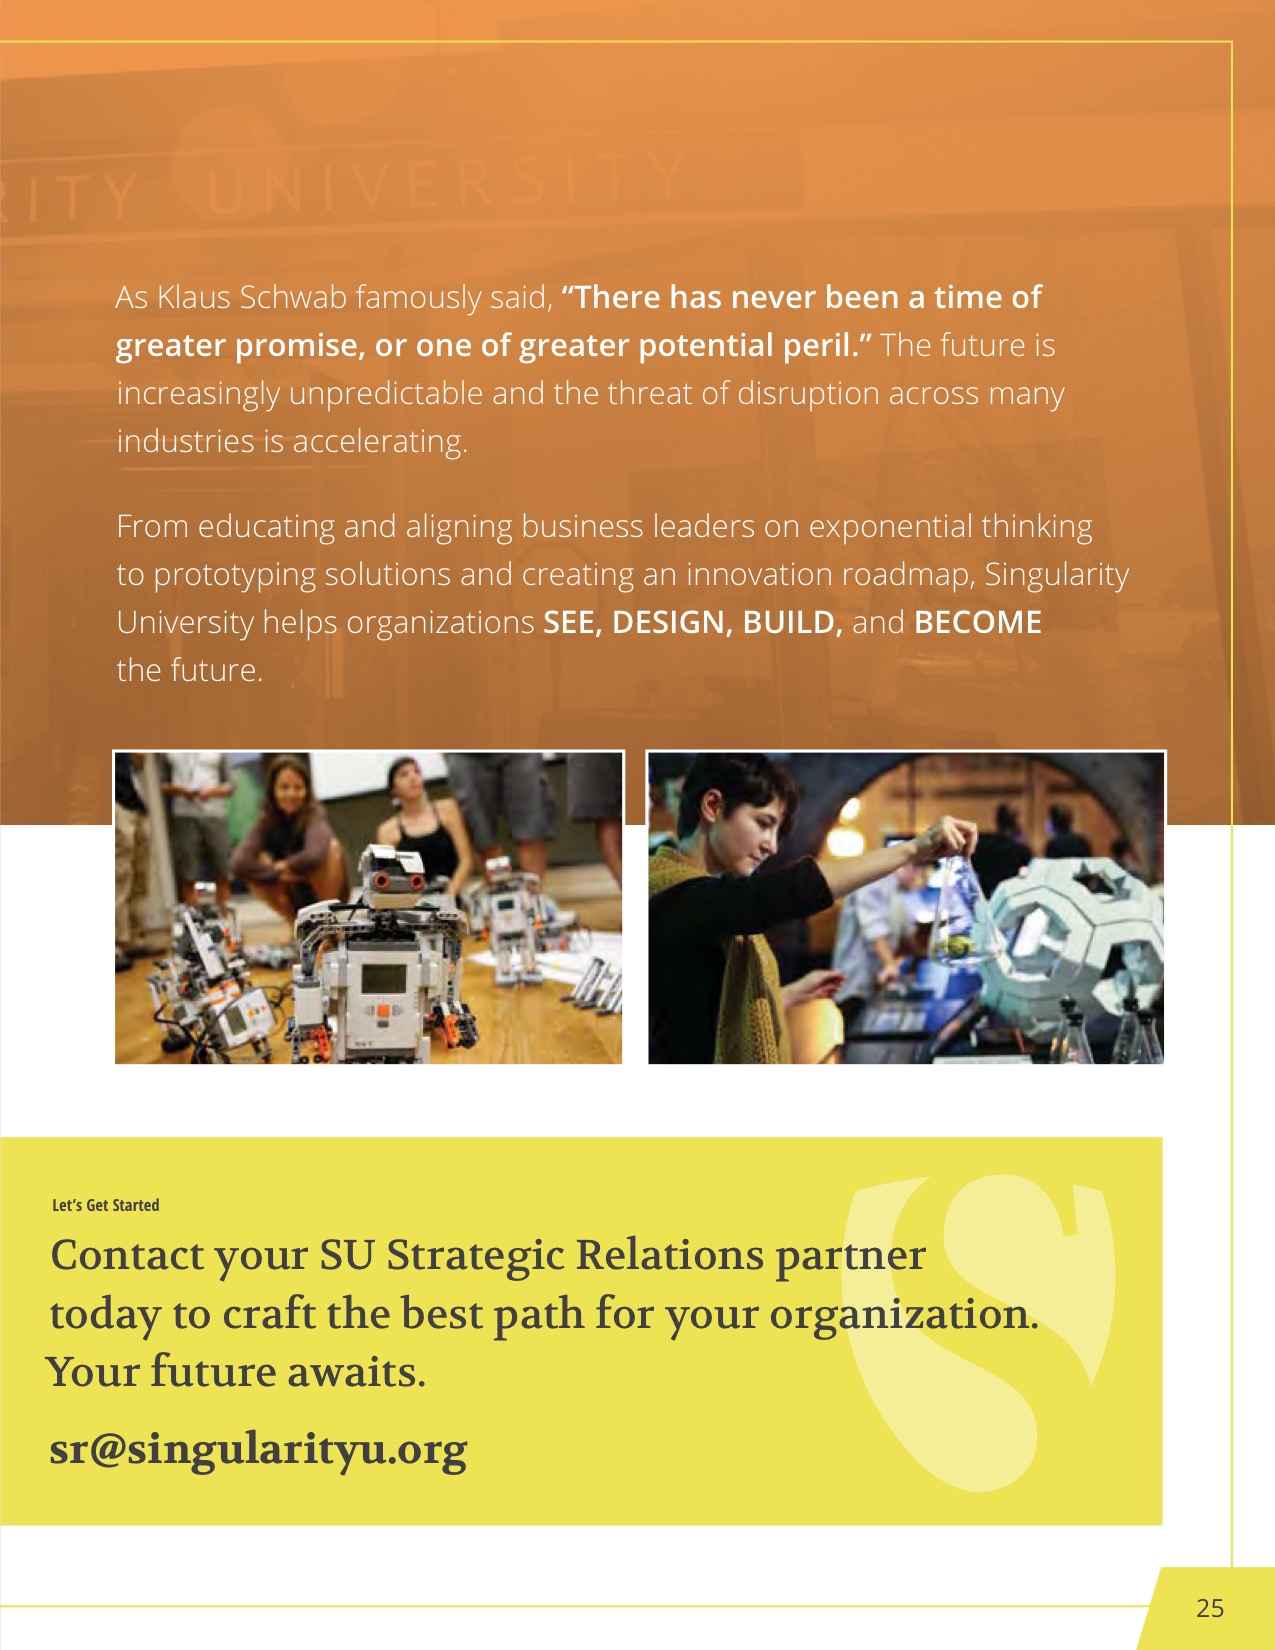 RITY UNIVERSITY
As Klaus Schwab famously said, “There has never been a time of
greater promise, or one of greater potential peril.” The future is
increasingly unpredictable and the threat of disruption across many
industries is accelerating.
From educating and aligning business leaders on exponential thinking
to prototyping solutions and creating an innovation roadmap, Singularity
University helps organizations SEE, DESIGN, BUILD, and BECOME
the future.
Let’s Get Started
Contact your SU Strategic Relations partner
today to craft the best path for your organization.
Your future awaits.
sr@singularityu.org
25